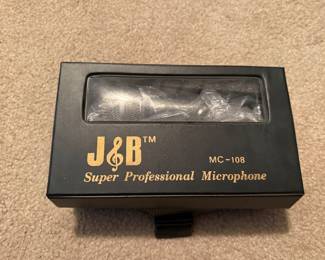 J&B™
MC-108
Super Professional Microphone